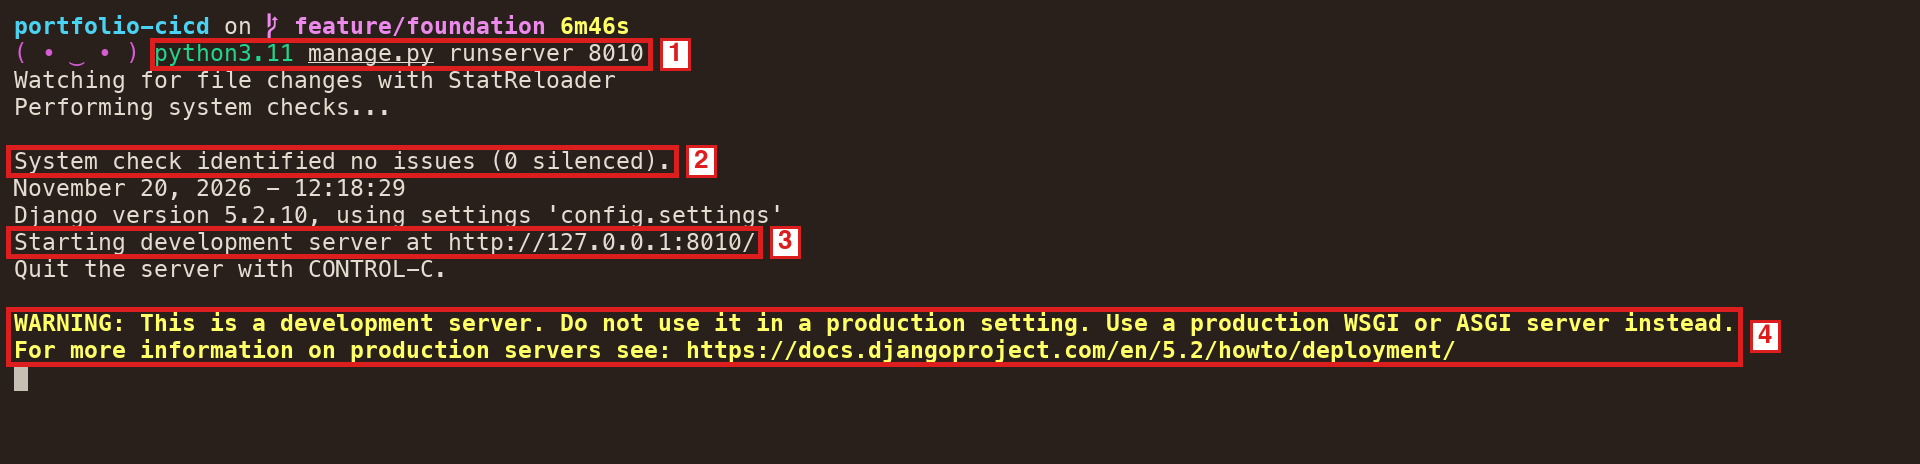 portfolio-cicd on feature/foundation 6m46s
( • ‿ • ) python3.11 manage.py runserver 8010 1
Watching for file changes with StatReloader
Performing system checks...
System check identified no issues (0 silenced). 2
November 20, 2026 – 12:18:29
Django version 5.2.10, using settings 'config.settings'
Starting development server at http://127.0.0.1:8010/ 3
Quit the server with CONTROL-C.
WARNING: This is a development server. Do not use it in a production setting. Use a production WSGI or ASGI server instead.
For more information on production servers see: https://docs.djangoproject.com/en/5.2/howto/deployment/ 4